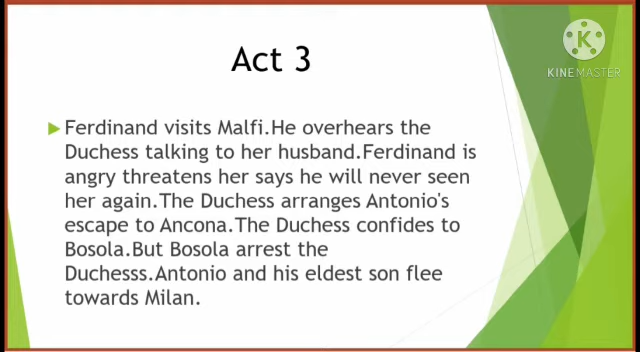 Act 3
KINEMASTER
Ferdinand visits Malfi.He overhears the
Duchess talking to her husband.Ferdinand is
angry threatens her says he will never seen
her again.The Duchess arranges Antonio's
escape to Ancona.The Duchess confides to
Bosola.But Bosola arrest the
Duchesss.Antonio and his eldest son flee
towards Milan.